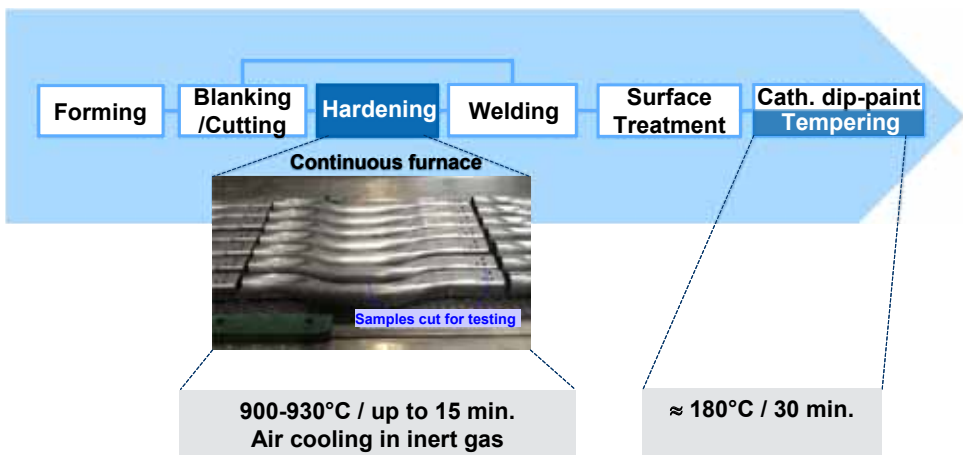 Forming
Blanking
/Cutting
Hardening
Welding
Surface
Treatment
Cath. dip-paint
Tempering
Continuous furnace
Samples cut for testing
900-930°C / up to 15 min.
Air cooling in inert gas
≈ 180°C / 30 min.